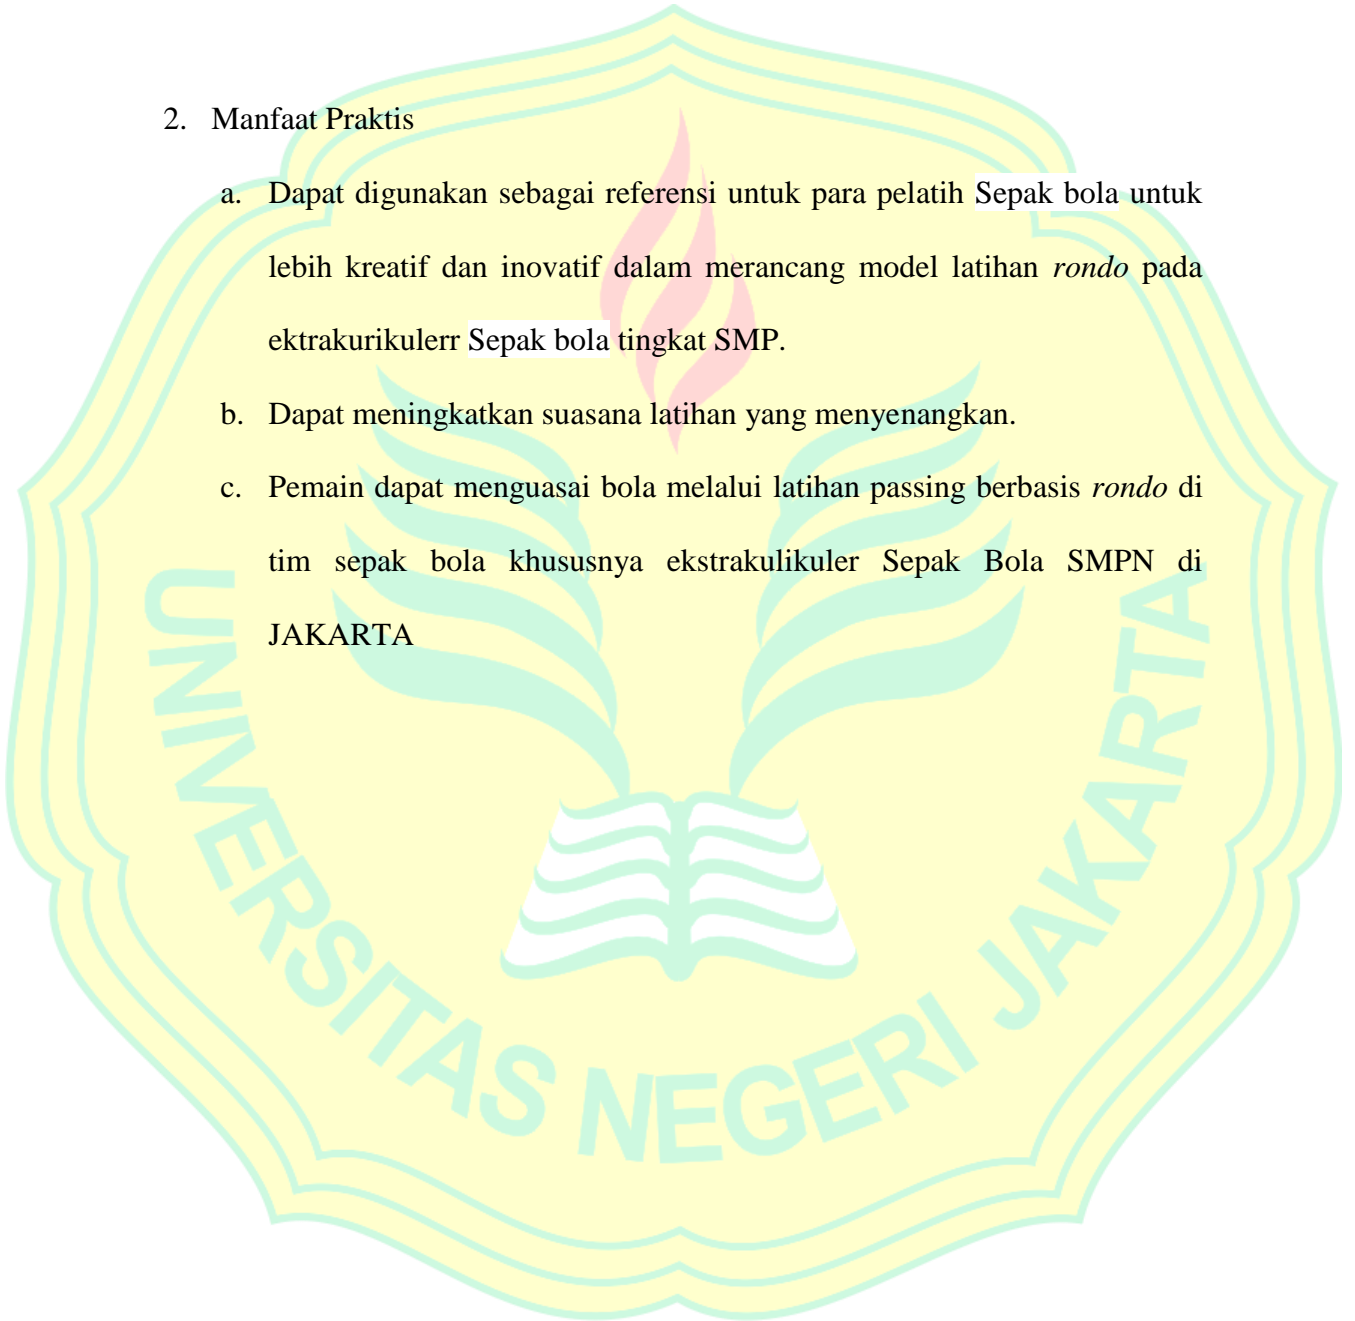 2. Manfaat Praktis
a. Dapat digunakan sebagai referensi untuk para pelatih Sepak bola untuk
lebih kreatif dan inovatif dalam merancang model latihan rondo pada
ektrakurikulerr Sepak bola tingkat SMP.
b. Dapat meningkatkan suasana latihan yang menyenangkan.
c. Pemain dapat menguasai bola melalui latihan passing berbasis rondo di
tim sepak bola khususnya ekstrakulikuler Sepak Bola SMPN di
JAKARTA
UNIVERSITAS NEGERI JAKARTA